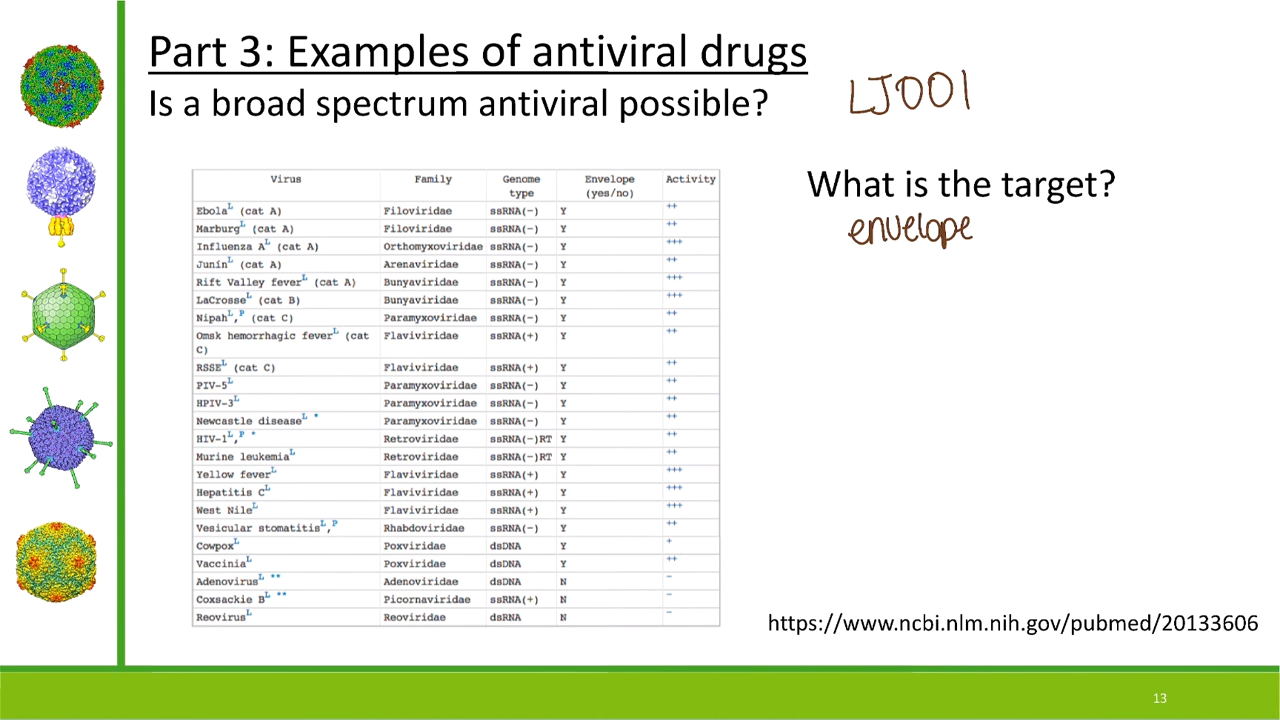 Part 3: Examples of antiviral drugs
Is a broad spectrum antiviral possible?
LJ001
What is the target?
envelope
Virus Family Genome type Envelope (yes/no) Activity
Ebola^L (cat A) Filoviridae ssRNA(−) Y ++
Marburg^L (cat A) Filoviridae ssRNA(−) Y ++
Influenza A^L (cat A) Orthomyxoviridae ssRNA(−) Y +++
Junín^L (cat A) Arenaviridae ssRNA(−) Y ++
Rift Valley fever^L (cat A) Bunyaviridae ssRNA(−) Y +++
LaCrosse^L (cat B) Bunyaviridae ssRNA(−) Y +++
Nipah^L,^P (cat C) Paramyxoviridae ssRNA(−) Y ++
Omsk hemorrhagic fever^L (cat C) Flaviviridae ssRNA(+) Y ++
RSSE^L (cat C) Flaviviridae ssRNA(+) Y ++
PIV-5^L Paramyxoviridae ssRNA(−) Y ++
HPIV-3^L Paramyxoviridae ssRNA(−) Y ++
Newcastle disease^L * Paramyxoviridae ssRNA(−) Y ++
HIV-1^L,^P * Retroviridae ssRNA(−)RT Y ++
Murine leukemia^L Retroviridae ssRNA(−)RT Y ++
Yellow fever^L Flaviviridae ssRNA(+) Y +++
Hepatitis C^L Flaviviridae ssRNA(+) Y +++
West Nile^L Flaviviridae ssRNA(+) Y +++
Vesicular stomatitis^L,^P Rhabdoviridae ssRNA(−) Y ++
Cowpox^L Poxviridae dsDNA Y +
Vaccinia^L Poxviridae dsDNA Y ++
Adenovirus^L ** Adenoviridae dsDNA N −
Coxsackie B^L ** Picornaviridae ssRNA(+) N −
Reovirus^L Reoviridae dsRNA N −
https://www.ncbi.nlm.nih.gov/pubmed/20133606
13